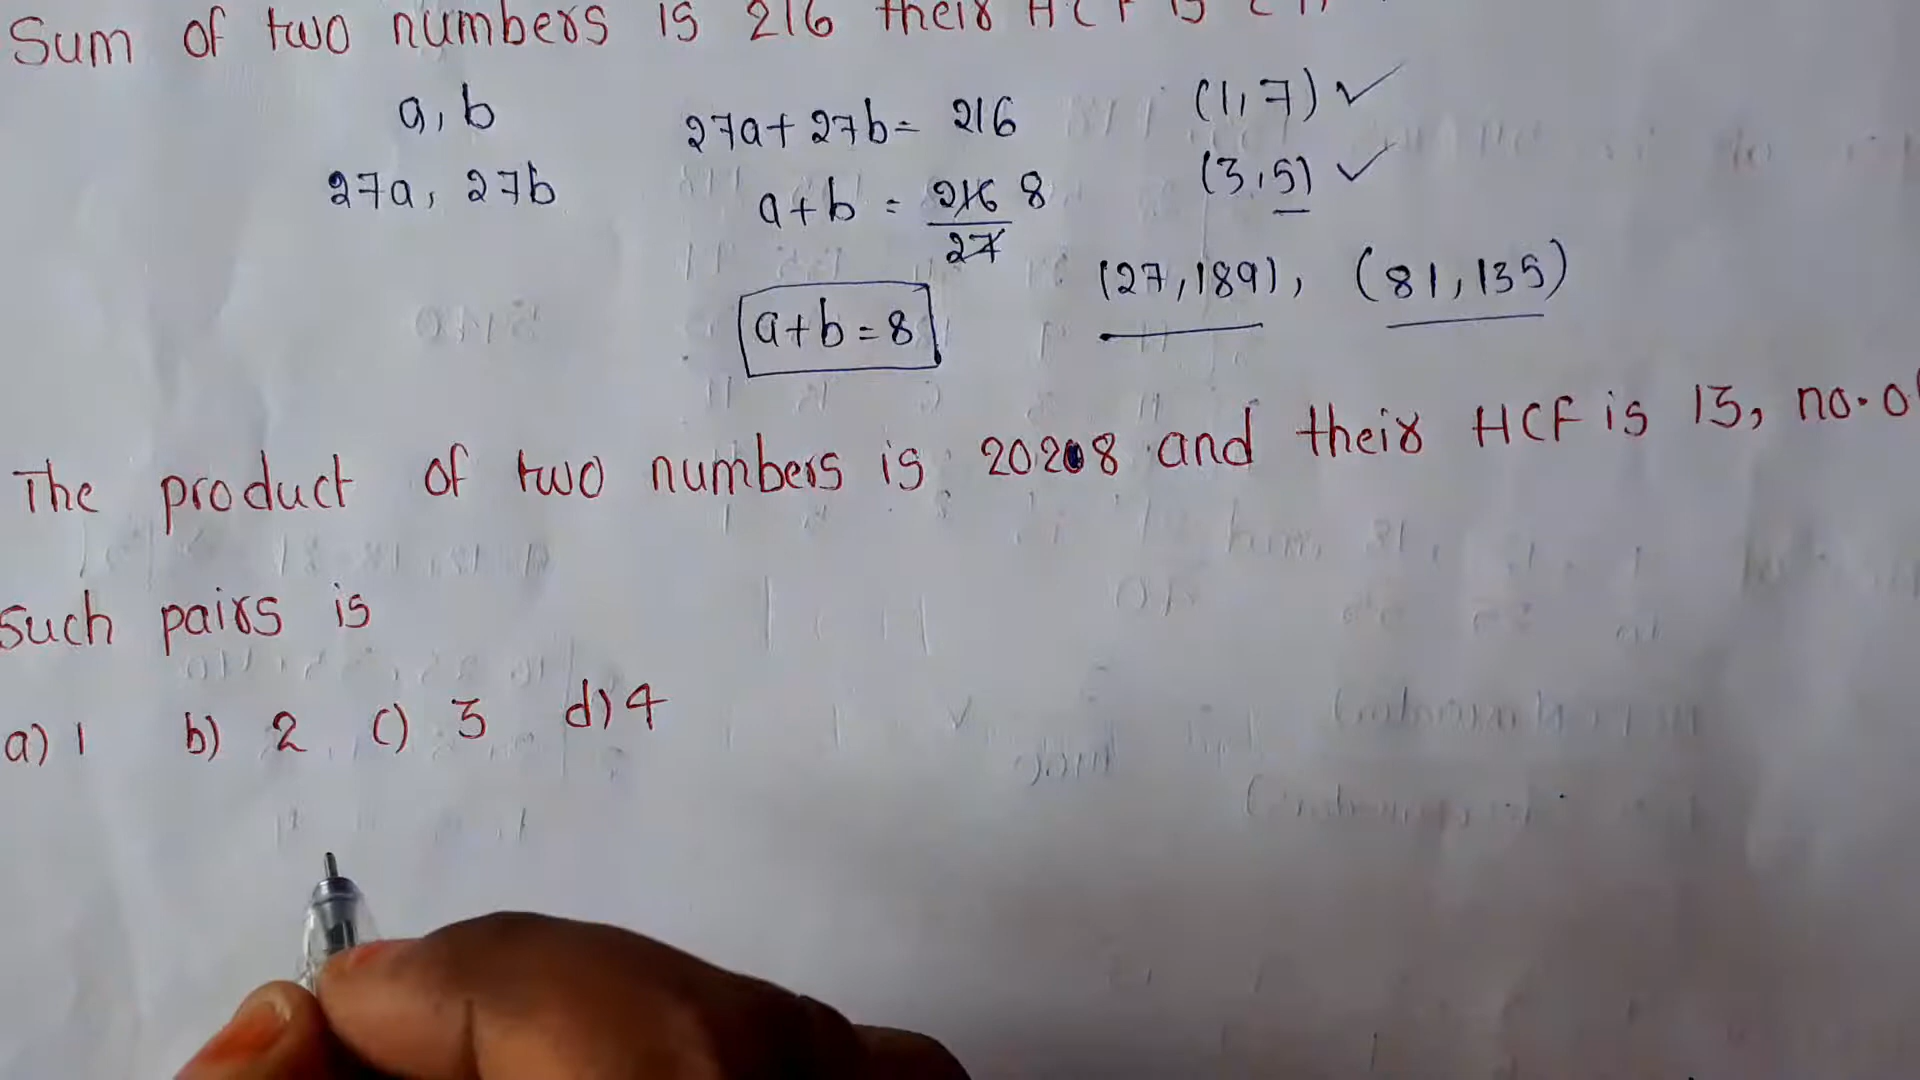 Sum of two numbers is 216 their HCF is
a, b
27a, 27b
27a + 27b = 216
a + b = 216 8
27
a + b = 8
(1,7) ✓
(3,5) ✓
(27,189), (81,135)
The product of two numbers is 2028 and their HCF is 13, no. of
such pairs is
a) 1 b) 2 c) 3 d) 4